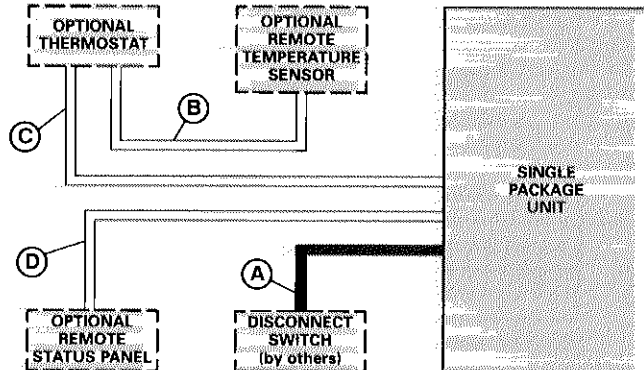 OPTIONAL
THERMOSTAT
OPTIONAL
REMOTE
TEMPERATURE
SENSOR
B
C
SINGLE
PACKAGE
UNIT
D
A
OPTIONAL
REMOTE
STATUS PANEL
DISCONNECT
SWITCH
(by others)